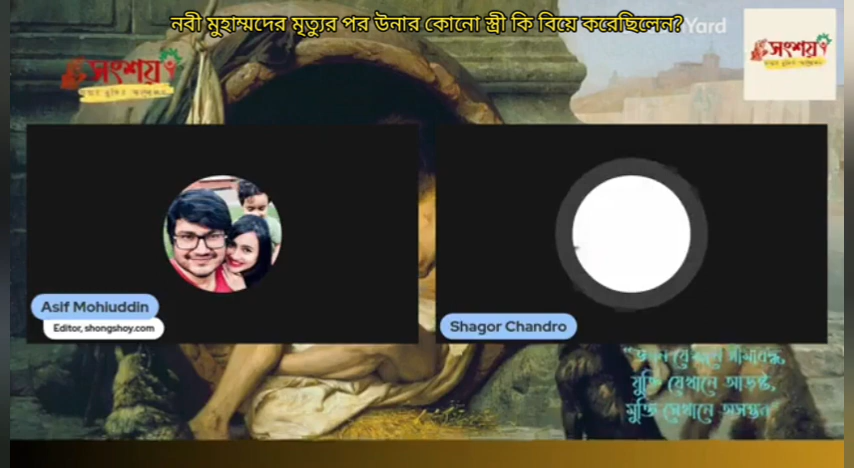 নবী মুহাম্মদের মৃত্যুর পর উনার কোনো স্ত্রী কি বিয়ে করেছিলেন?
Yard
সংশয়
সংশয়
Asif Mohiuddin
Editor, shongshoy.com
Shagor Chandro
যেখানে সীমাবদ্ধ,
মুক্তি যেখানে আড়ষ্ট,
মুক্তি সেখানে অসম্ভব